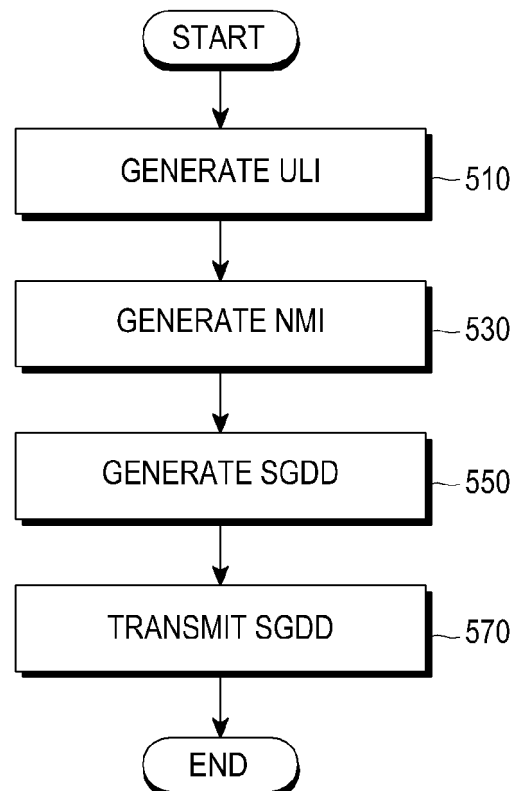 START
GENERATE ULI
510
GENERATE NMI
530
GENERATE SGDD
550
TRANSMIT SGDD
570
END